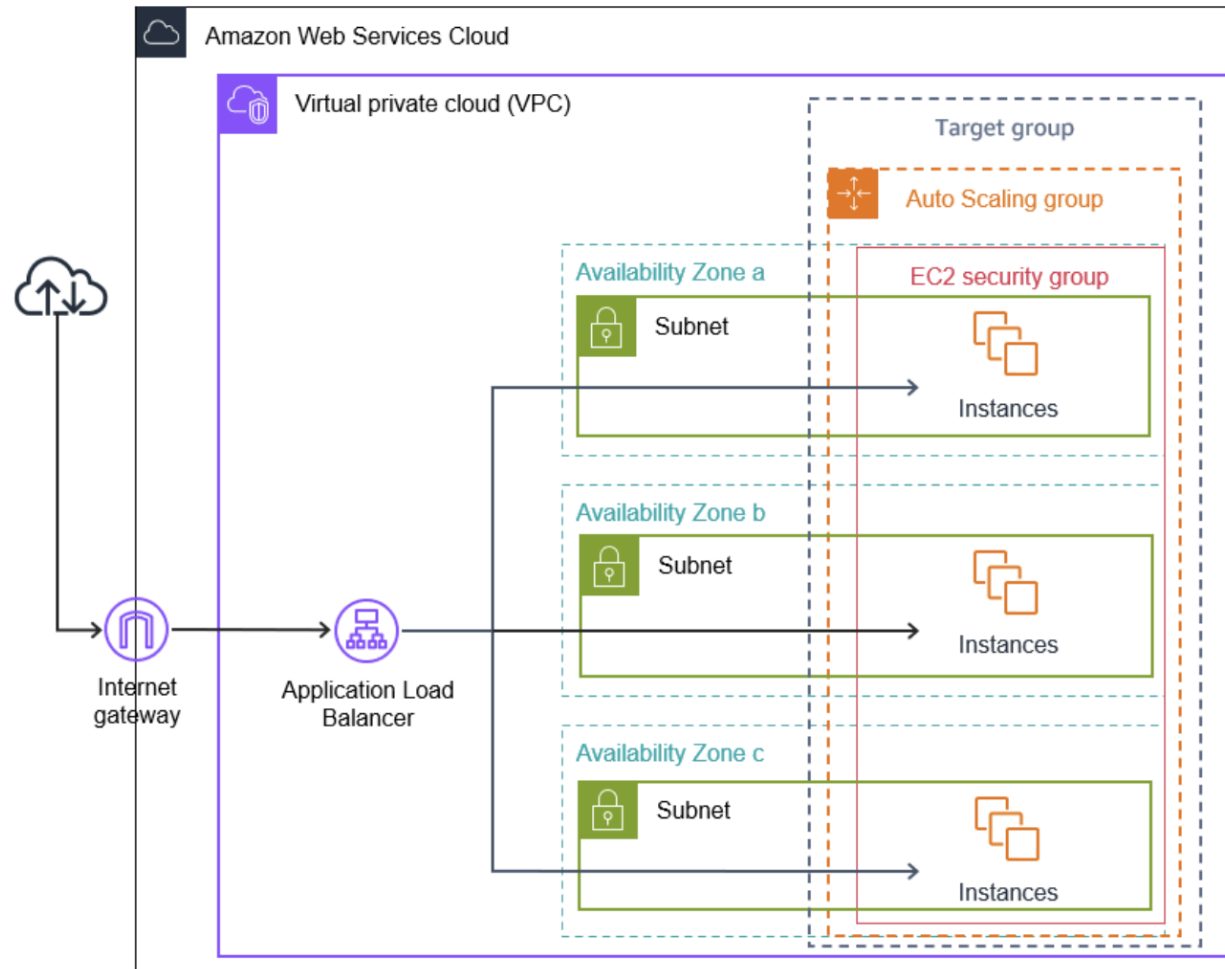 Amazon Web Services Cloud
Virtual private cloud (VPC)
Target group
Auto Scaling group
Availability Zone a
EC2 security group
Subnet
Instances
Availability Zone b
Subnet
Instances
Internet
gateway
Application Load
Balancer
Availability Zone c
Subnet
Instances